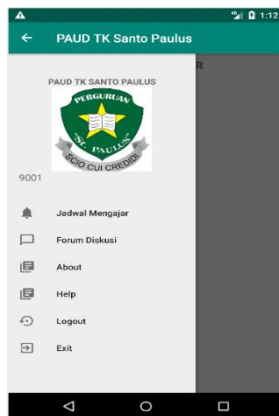 1:12
PAUD TK Santo Paulus
R
PAUD TK SANTO PAULUS
PERGURUAN
"St. PAULUS"
SCIO CUI CREDIDI
9001
Jadwal Mengajar
Forum Diskusi
About
Help
Logout
Exit